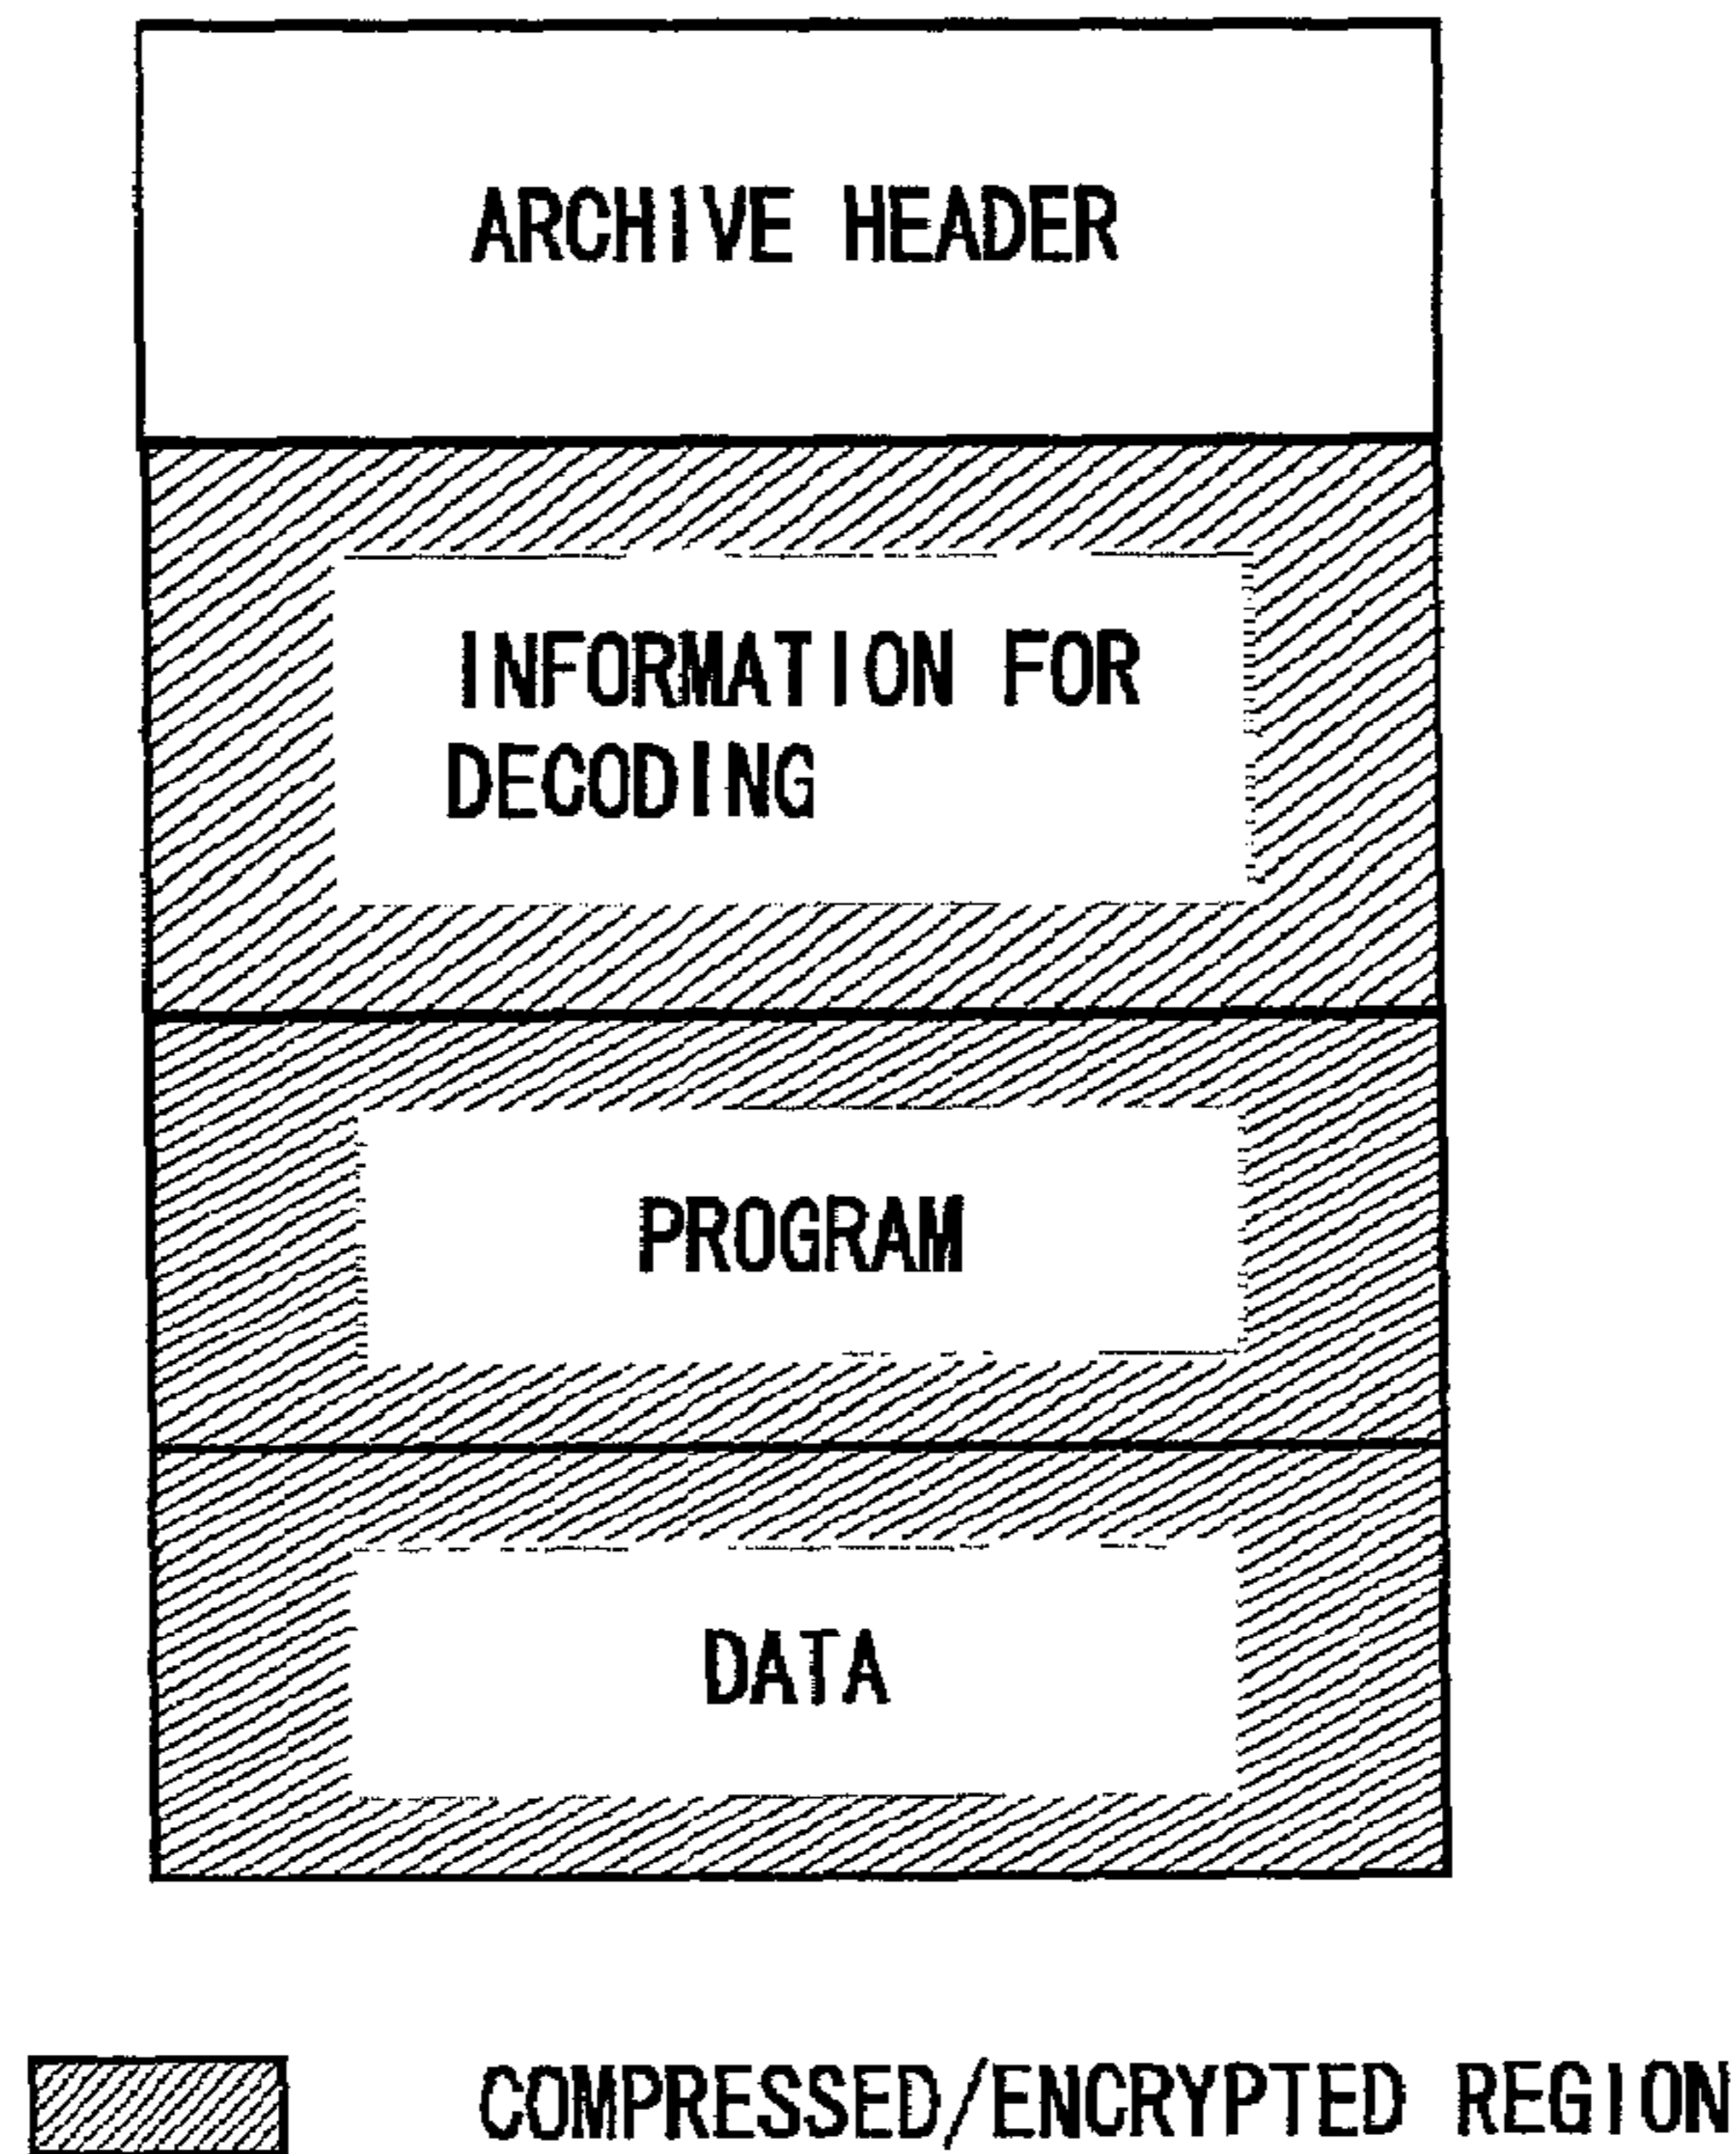 ARCHIVE HEADER
INFORMATION FOR
DECODING
PROGRAM
DATA
COMPRESSED/ENCRYPTED REGION